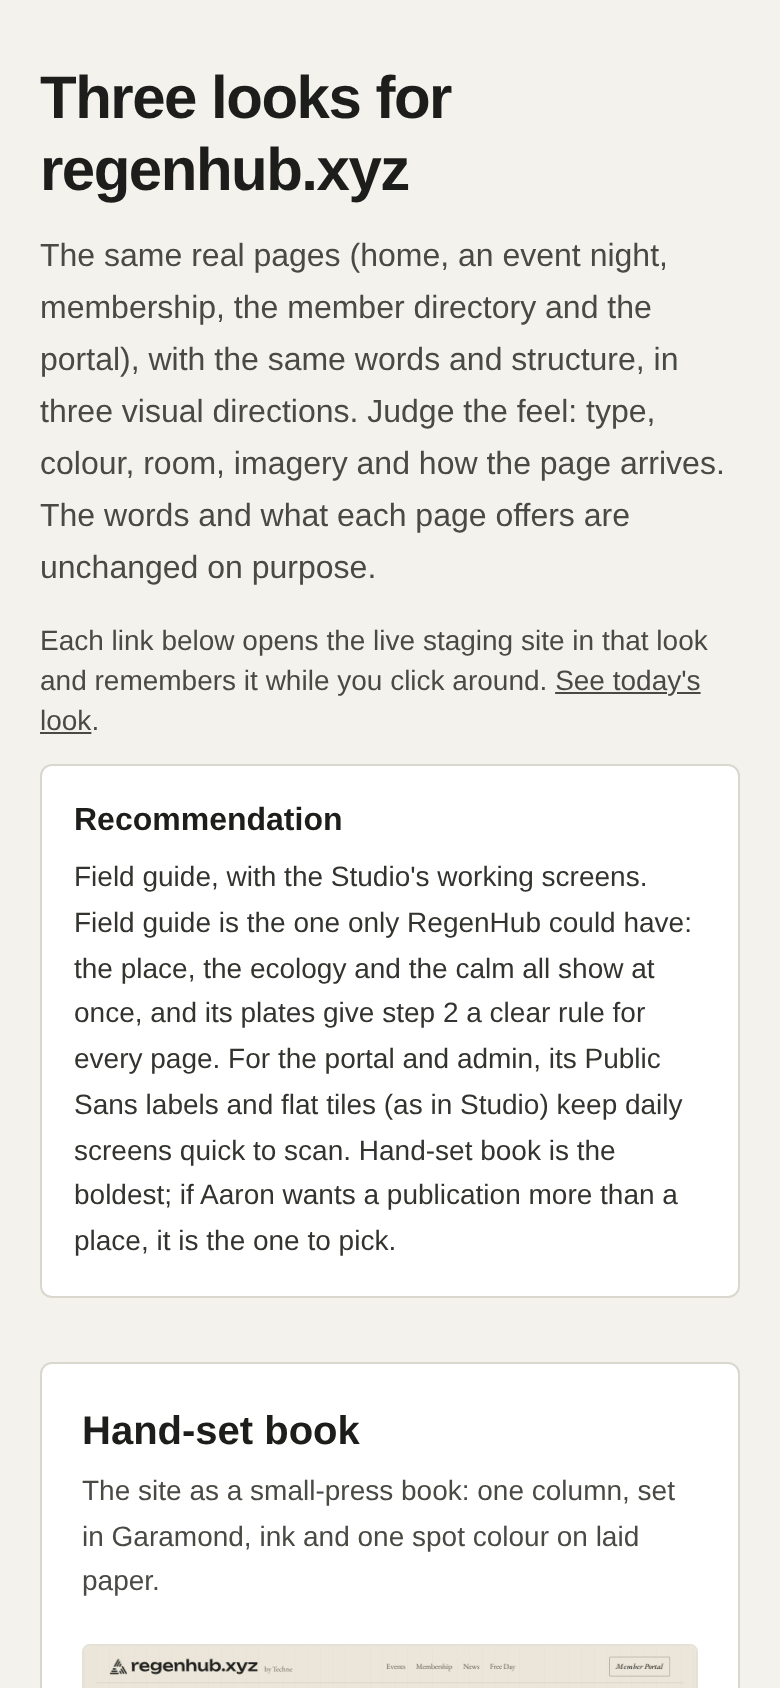 Three looks for
regenhub.xyz
The same real pages (home, an event night,
membership, the member directory and the
portal), with the same words and structure, in
three visual directions. Judge the feel: type,
colour, room, imagery and how the page arrives.
The words and what each page offers are
unchanged on purpose.
Each link below opens the live staging site in that look
and remembers it while you click around. See today's
look.
Recommendation
Field guide, with the Studio's working screens.
Field guide is the one only RegenHub could have:
the place, the ecology and the calm all show at
once, and its plates give step 2 a clear rule for
every page. For the portal and admin, its Public
Sans labels and flat tiles (as in Studio) keep daily
screens quick to scan. Hand-set book is the
boldest; if Aaron wants a publication more than a
place, it is the one to pick.
Hand-set book
The site as a small-press book: one column, set
in Garamond, ink and one spot colour on laid
paper.
regenhub.xyz by Techne Events Membership News Free Day Member Portal